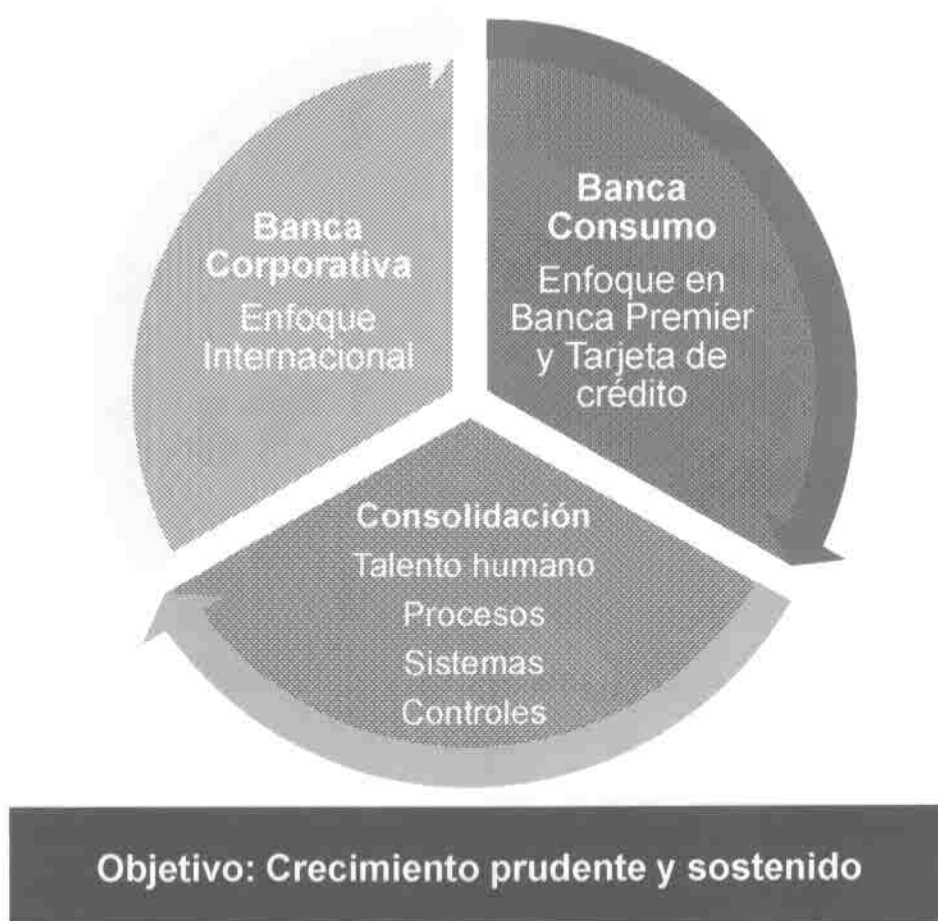 Banca
Corporativa
Enfoque
Internacional
Banca
Consumo
Enfoque en
Banca Premier
y Tarjeta de
crédito
Consolidación
Talento humano
Procesos
Sistemas
Controles
Objetivo: Crecimiento prudente y sostenido